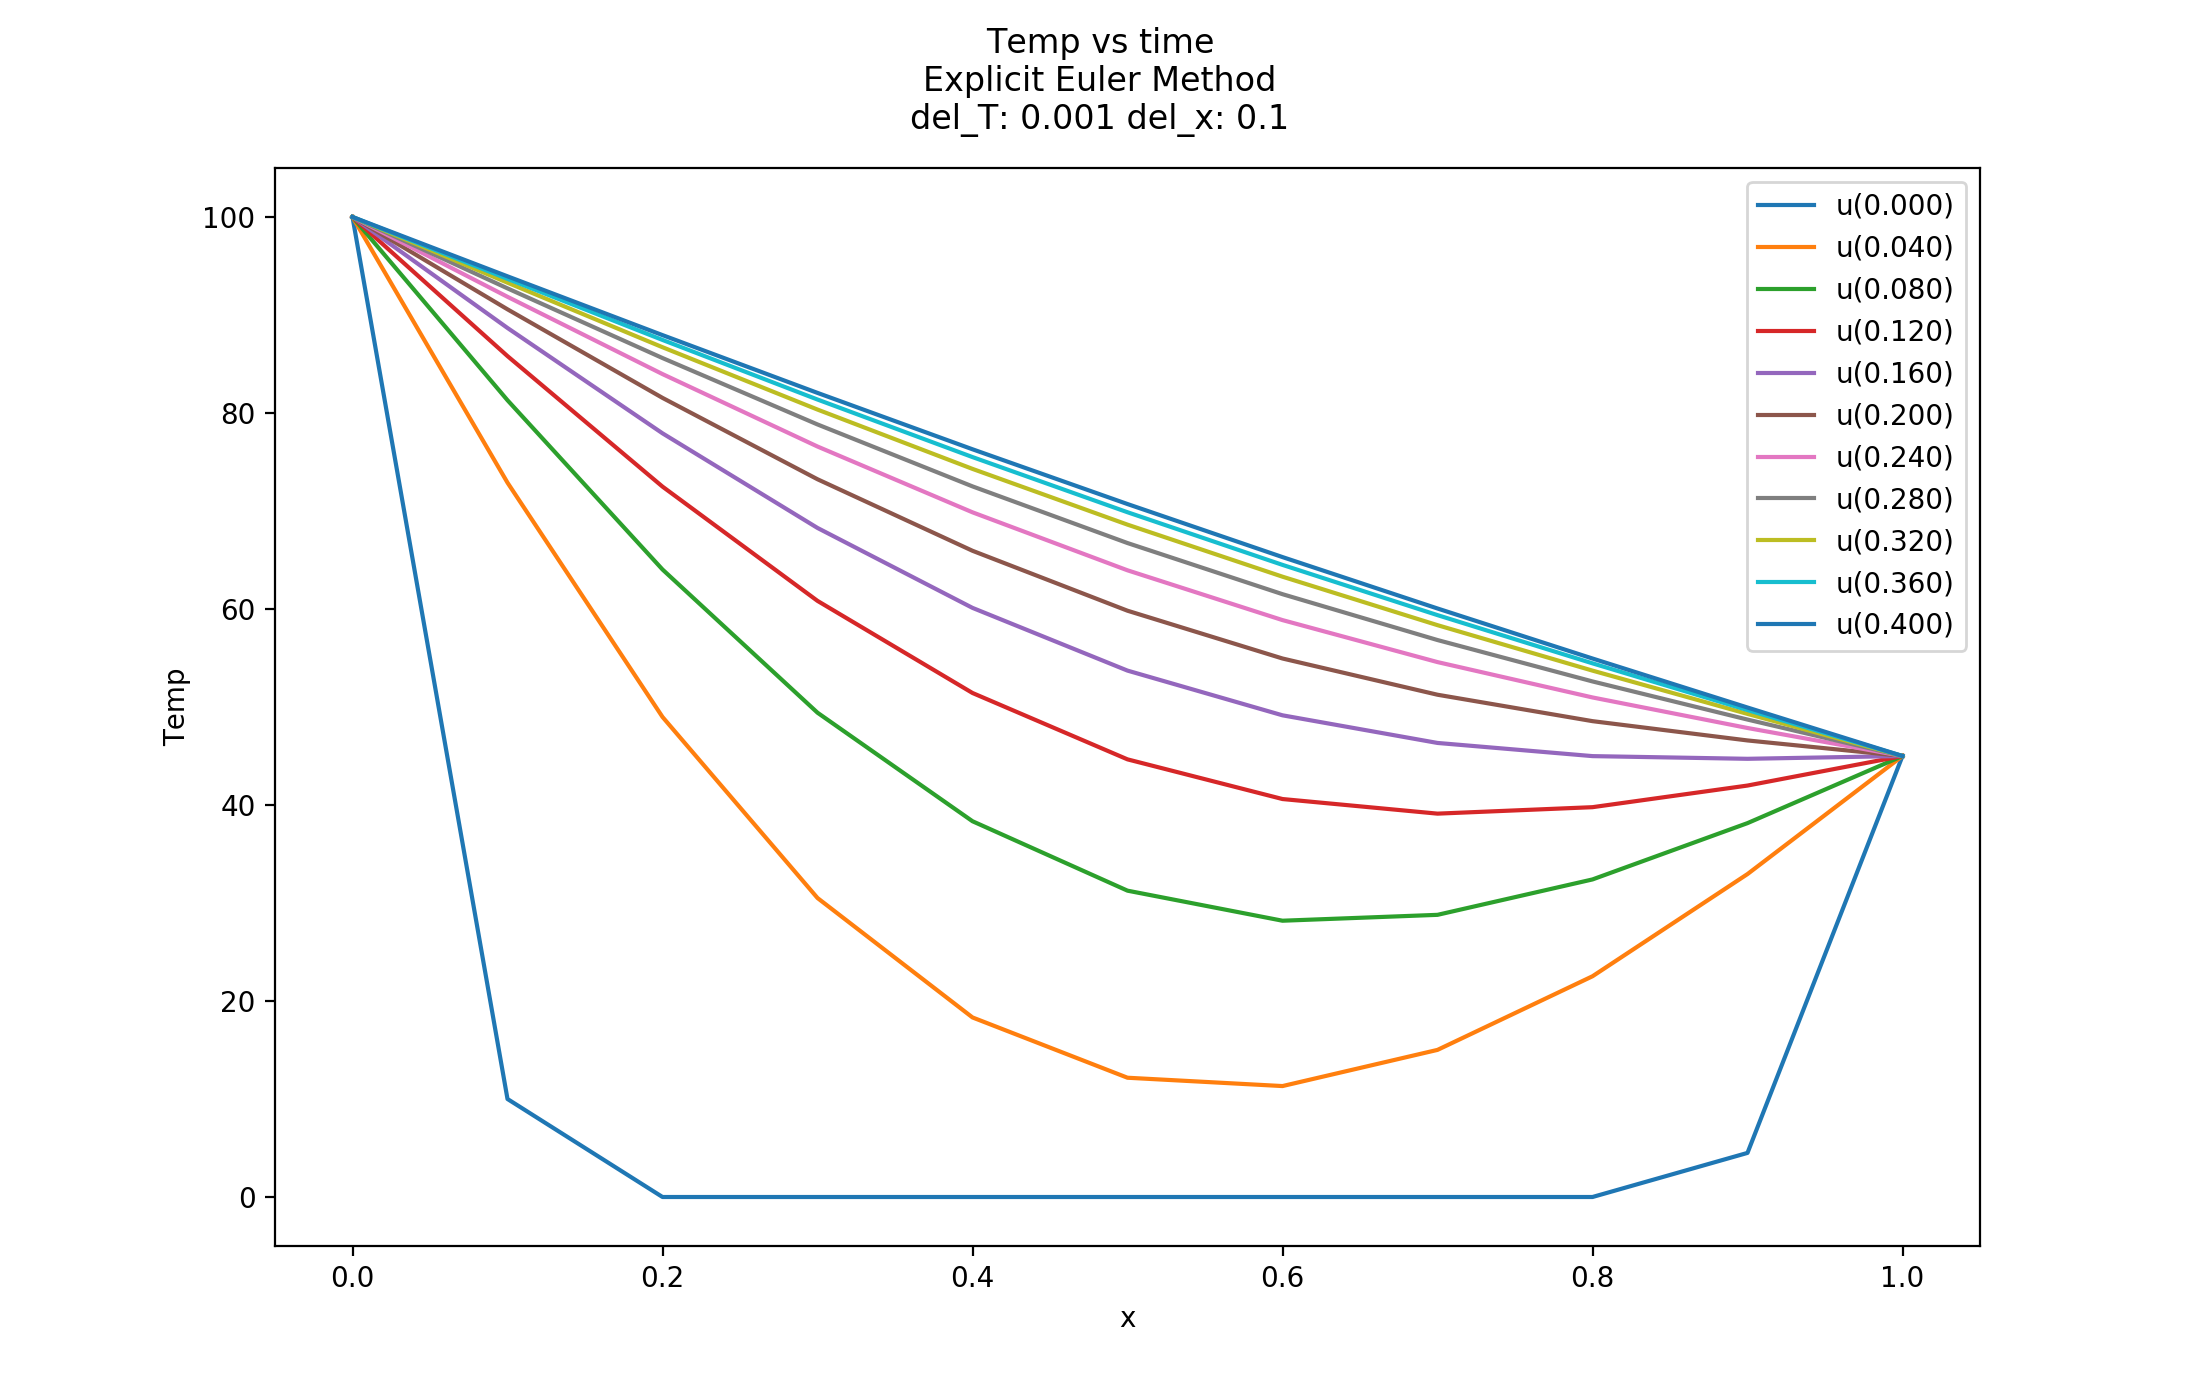 Temp vs time
Explicit Euler Method
del_T: 0.001 del_x: 0.1
u(0.000)
u(0.040)
u(0.080)
u(0.120)
u(0.160)
u(0.200)
u(0.240)
u(0.280)
u(0.320)
u(0.360)
u(0.400)
100
80
60
40
20
0
Temp
0.0 0.2 0.4 0.6 0.8 1.0
x